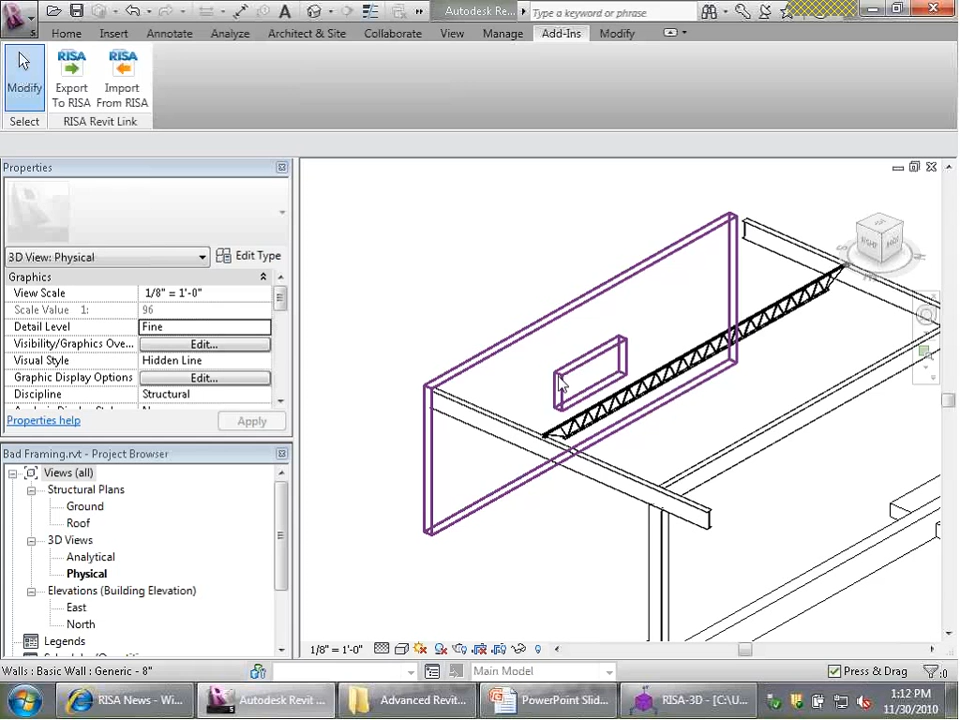 Autodesk Re...
Type a keyword or phrase
Home Insert Annotate Analyze Architect & Site Collaborate View Manage Add-Ins Modify
RISA RISA
Modify Export To RISA Import From RISA
Select RISA Revit Link
Properties
3D View: Physical Edit Type
Graphics
View Scale 1/8" = 1'-0"
Scale Value 1: 96
Detail Level Fine
Visibility/Graphics Ove... Edit...
Visual Style Hidden Line
Graphic Display Options Edit...
Discipline Structural
Properties help Apply
Bad Framing.rvt - Project Browser
Views (all)
Structural Plans
Ground
Roof
3D Views
Analytical
Physical
Elevations (Building Elevation)
East
North
Legends
RIGHT
1/8" = 1'-0"
Walls : Basic Wall : Generic - 8" Main Model Press & Drag :0
RISA News - Wi... Autodesk Revit ... Advanced Revit... PowerPoint Slid... RISA-3D - [C:\U...
1:12 PM
11/30/2010